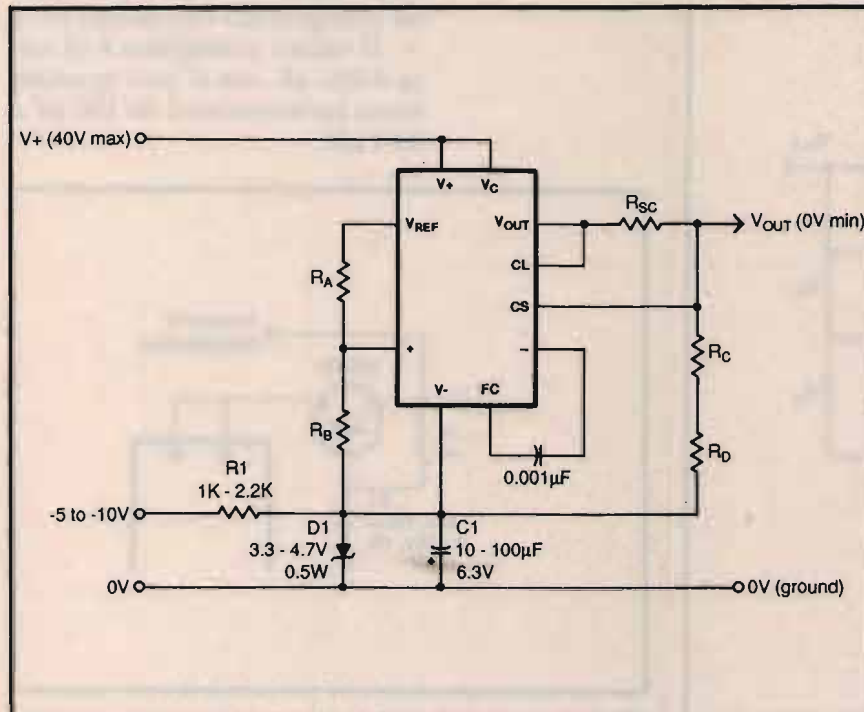 V+ (40V max)
V+
VC
VREF
VOUT
RSC
VOUT (0V min)
CL
RA
CS
+
-
RC
V-
FC
RB
RD
0.001µF
R1
1K - 2.2K
-5 to -10V
D1
3.3 - 4.7V
0.5W
C1
10 - 100µF
6.3V
+
0V
0V (ground)